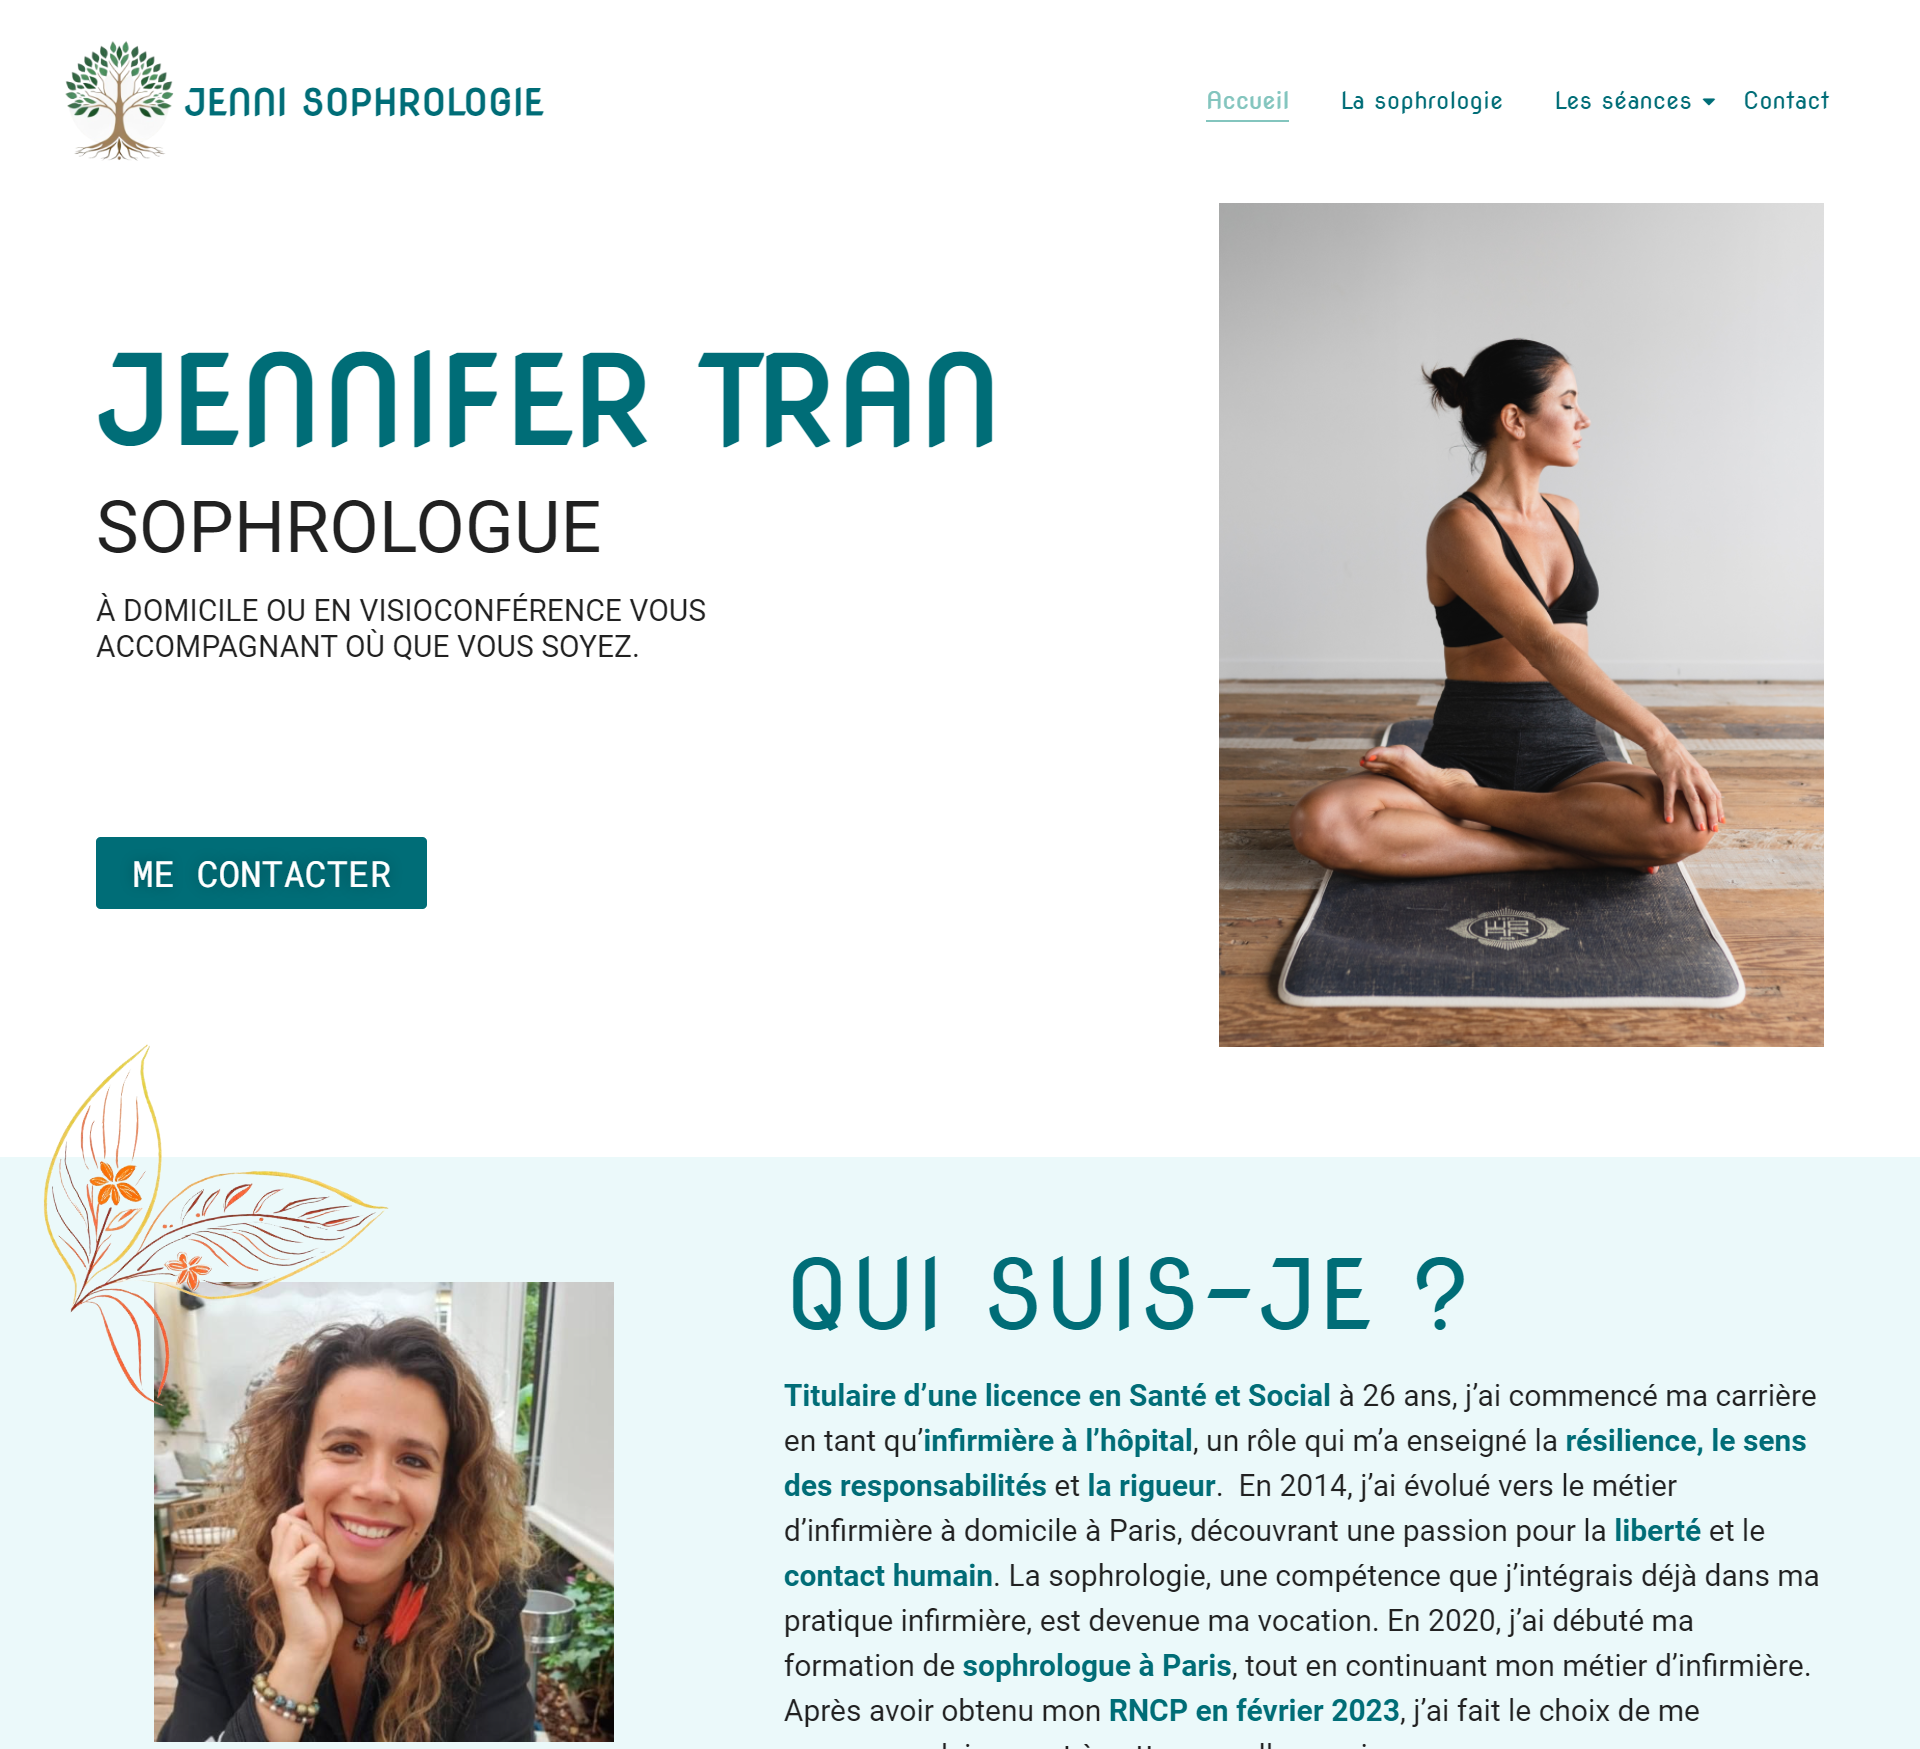 JENNI SOPHROLOGIE
Accueil
La sophrologie
Les séances
Contact
JENNIFER TRAN
SOPHROLOGUE
À DOMICILE OU EN VISIOCONFÉRENCE VOUS
ACCOMPAGNANT OÙ QUE VOUS SOYEZ.
ME CONTACTER
QUI SUIS-JE ?
Titulaire d’une licence en Santé et Social à 26 ans, j’ai commencé ma carrière
en tant qu’infirmière à l’hôpital, un rôle qui m’a enseigné la résilience, le sens
des responsabilités et la rigueur.  En 2014, j’ai évolué vers le métier
d’infirmière à domicile à Paris, découvrant une passion pour la liberté et le
contact humain. La sophrologie, une compétence que j’intégrais déjà dans ma
pratique infirmière, est devenue ma vocation. En 2020, j’ai débuté ma
formation de sophrologue à Paris, tout en continuant mon métier d’infirmière.
Après avoir obtenu mon RNCP en février 2023, j’ai fait le choix de me